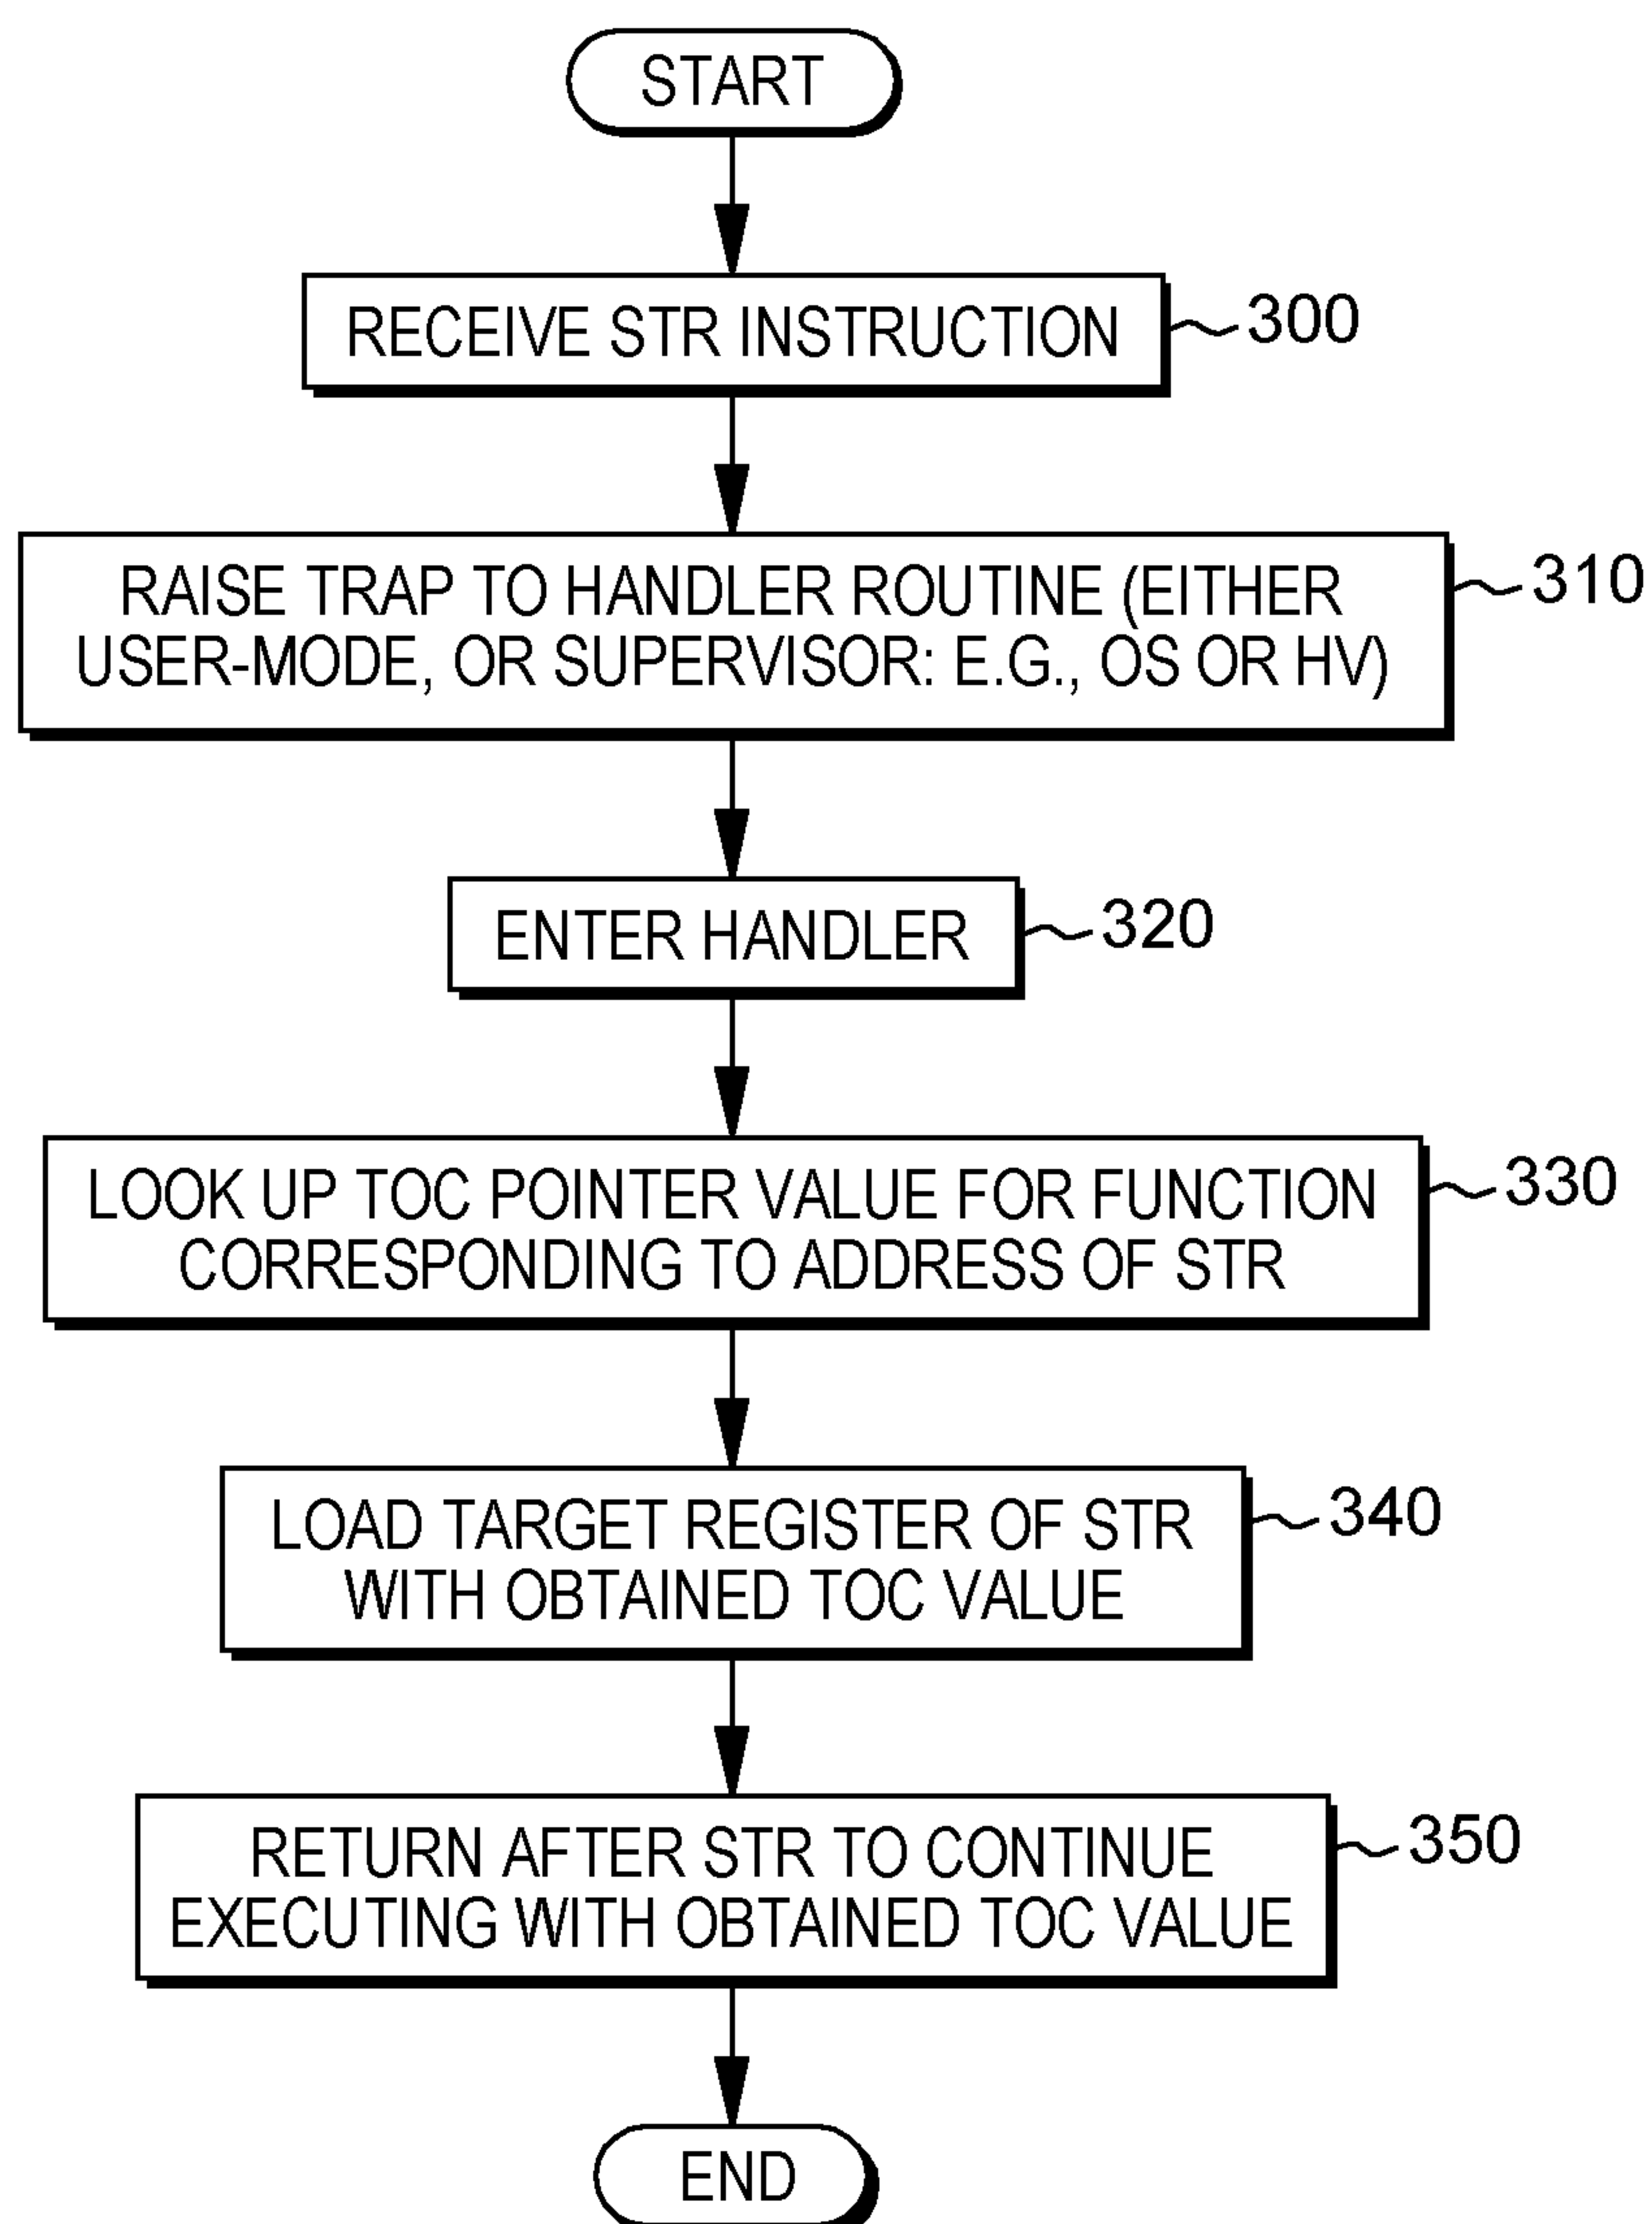 START
RECEIVE STR INSTRUCTION
300
RAISE TRAP TO HANDLER ROUTINE (EITHER
USER-MODE, OR SUPERVISOR: E.G., OS OR HV)
310
ENTER HANDLER
320
LOOK UP TOC POINTER VALUE FOR FUNCTION
CORRESPONDING TO ADDRESS OF STR
330
LOAD TARGET REGISTER OF STR
WITH OBTAINED TOC VALUE
340
RETURN AFTER STR TO CONTINUE
EXECUTING WITH OBTAINED TOC VALUE
350
END